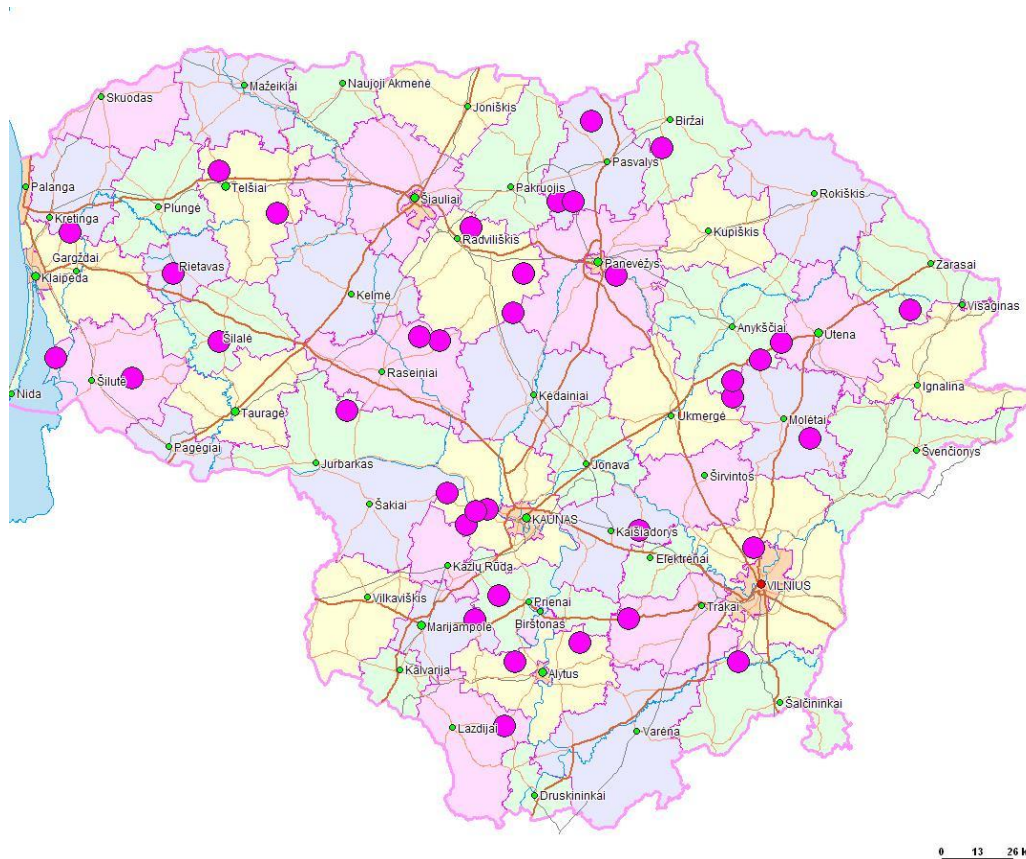 Mažeikiai
Naujoji Akmenė
Skuodas
Joniškis
Biržai
Pasvalys
Palanga
Telšiai
Pakruojis
Šiauliai
Rokiškis
Plungė
Kretinga
Radviliškis
Kupiškis
Gargždai
Rietavas
Klaipėda
Panevėžys
Zarasai
Kelmė
Visaginas
Anykščiai
Utena
Šilalė
Raseiniai
Šilutė
Nida
Kėdainiai
Ignalina
Tauragė
Ukmergė
Molėtai
Pagėgiai
Švenčionys
Jurbarkas
Jonava
Širvintos
Šakiai
KAUNAS
Kaišiadorys
Elektrėnai
Kazlų Rūda
VILNIUS
Vilkaviškis
Prienai
Trakai
Birštonas
Marijampolė
Kalvarija
Alytus
Šalčininkai
Lazdijai
Varėna
Druskininkai
0 13 26 k